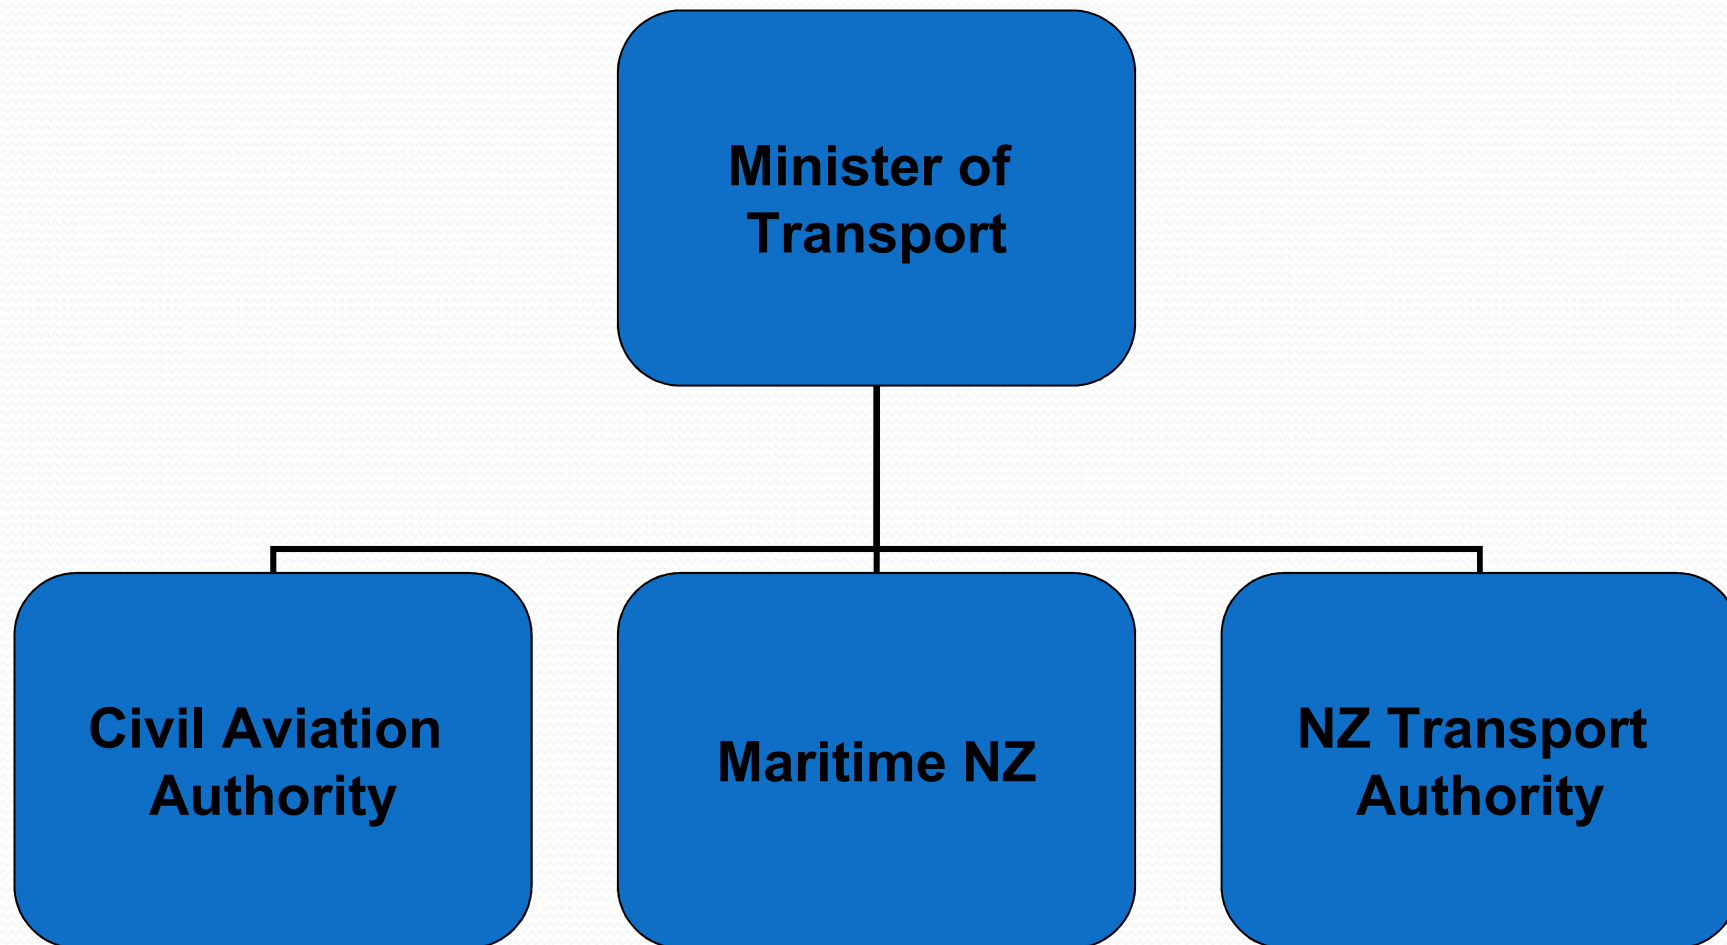 Minister of
Transport
Civil Aviation
Authority
Maritime NZ
NZ Transport
Authority